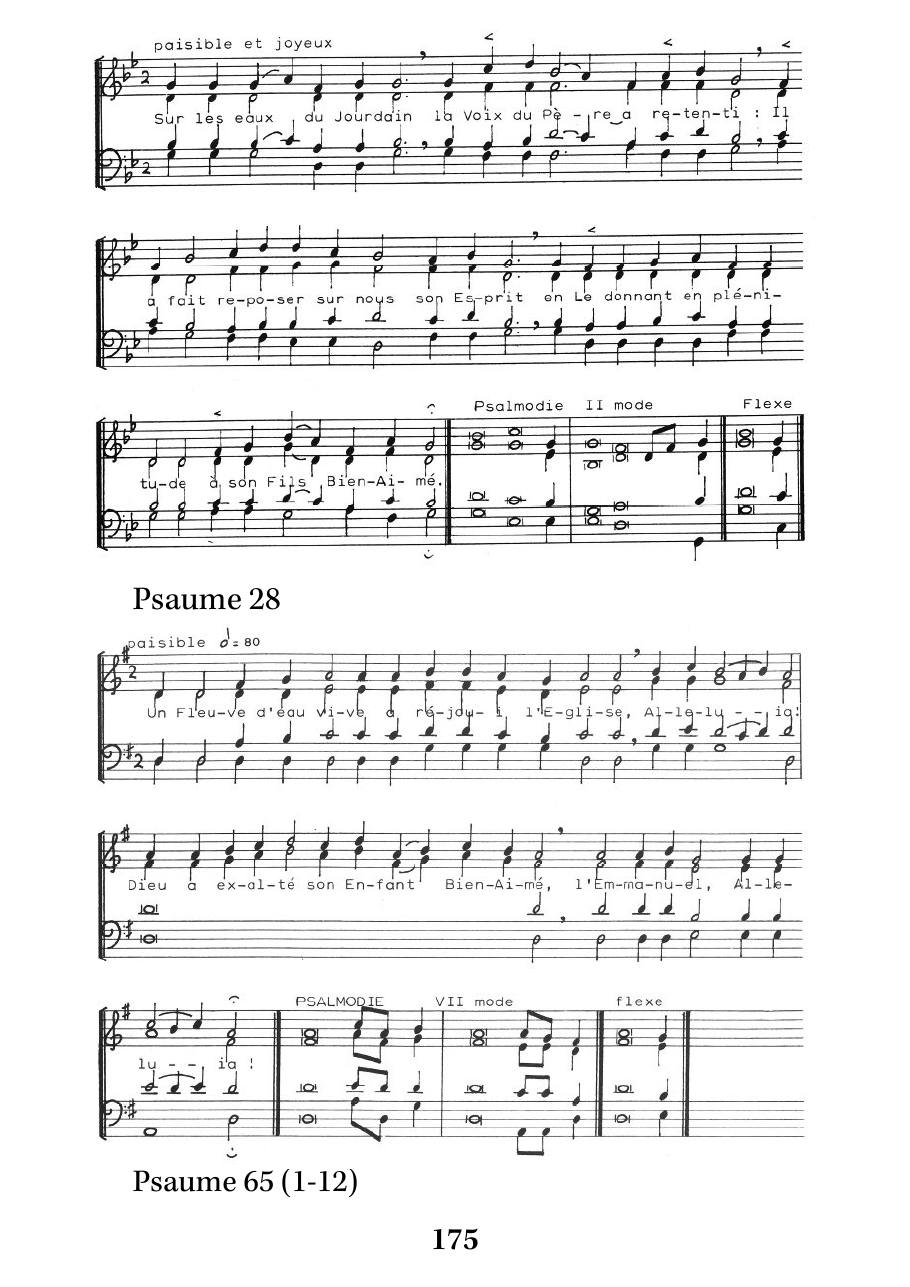 paisible et joyeux
Sur les eaux du Jourdain la Voix du Pè - re a re-ten-ti : Il
a fait re-po-ser sur nous son Es-prit en Le donnant en plé-ni-
Psalmodie II mode Flexe
tu-de à son Fils Bien-Ai-mé.
Psaume 28
paisible = 80
Un Fleu-ve d'eau vi-ve a ré-jou-i l'E-gli-se, Al-le-lu - - ia!
Dieu a ex-al-té son En-fant Bien-Aimé, l'Em-ma-nu-el, Al-le-
PSALMODIE VII mode flexe
lu - - ia !
Psaume 65 (1-12)
175